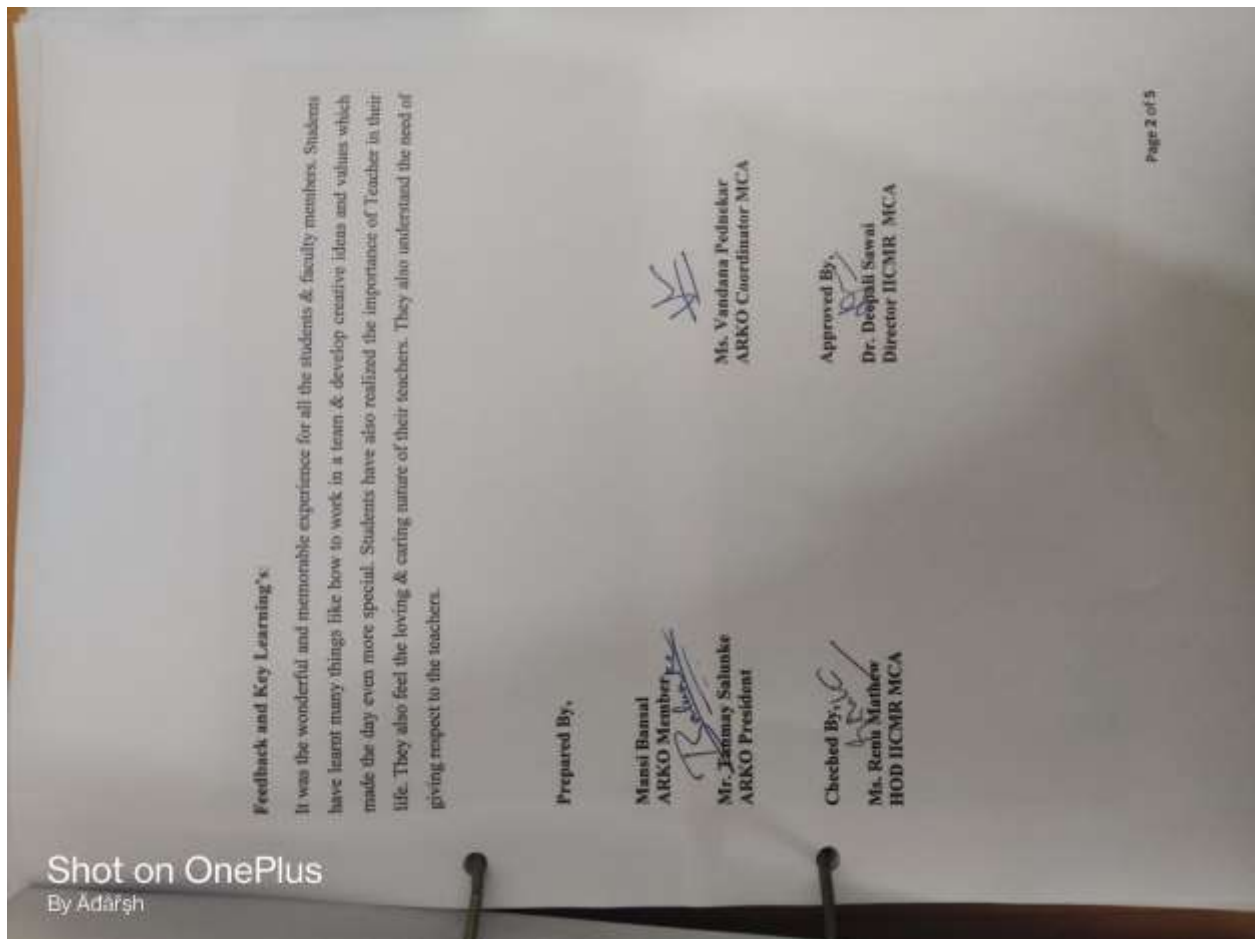 Feedback and Key Learning's:
It was the wonderful and memorable experience for all the students & faculty members. Students
have learnt many things like how to work in a team & develop creative ideas and values which
made the day even more special. Students have also realized the importance of Teacher in their
life. They also feel the loving & caring nature of their teachers. They also understand the need of
giving respect to the teachers.
Prepared By,
Mansi Bansal
ARKO Member
Mr. Tanmay Salunke
ARKO President
Ms. Vandana Pednekar
ARKO Coordinator MCA
Cheched By,
Ms. Renu Mathew
HOD IICMR MCA
Approved By,
Dr. Deepali Sawai
Director IICMR MCA
Page 2 of 5
Shot on OnePlus
By Ädårşh